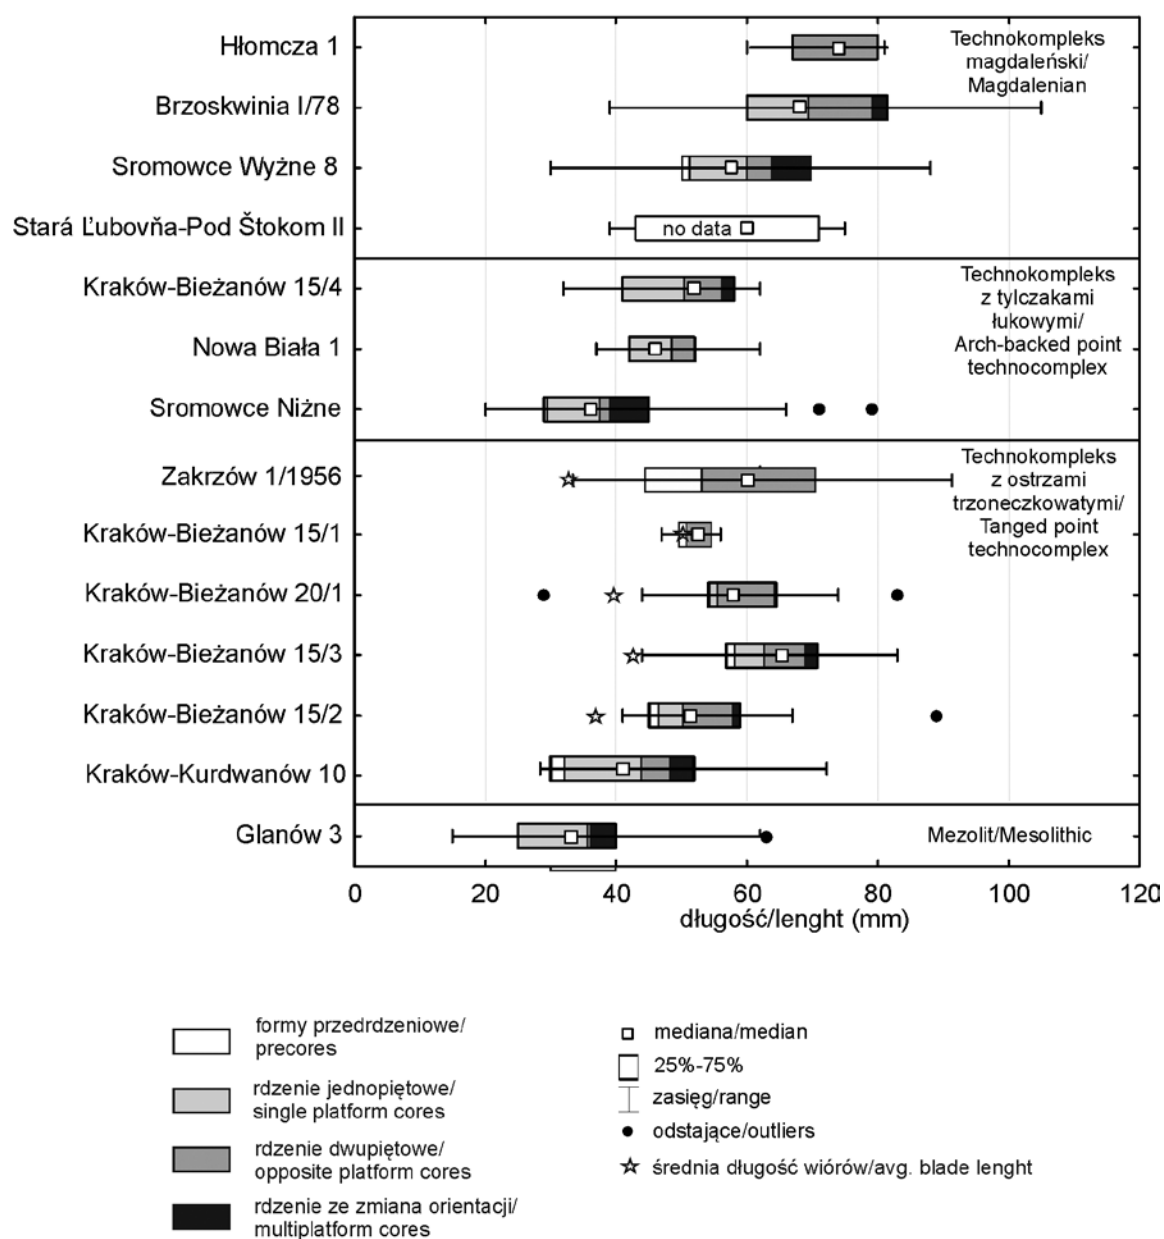 Hłomcza 1
Technokompleks
magdaleński/
Magdalenian
Brzoskwinia I/78
Sromowce Wyżne 8
Stará Ľubovňa-Pod Štokom II
no data
Kraków-Bieżanów 15/4
Technokompleks
z tylczakami
łukowymi/
Arch-backed point
technocomplex
Nowa Biała 1
Sromowce Niżne
Zakrzów 1/1956
Technokompleks
z ostrzami
trzoneczkowatymi/
Tanged point
technocomplex
Kraków-Bieżanów 15/1
Kraków-Bieżanów 20/1
Kraków-Bieżanów 15/3
Kraków-Bieżanów 15/2
Kraków-Kurdwanów 10
Glanów 3
Mezolit/Mesolithic
0 20 40 60 80 100 120
długość/lenght (mm)
formy przedrdzeniowe/
precores
rdzenie jednopiętowe/
single platform cores
rdzenie dwupiętowe/
opposite platform cores
rdzenie ze zmiana orientacji/
multiplatform cores
mediana/median
25%-75%
zasięg/range
odstające/outliers
średnia długość wiórów/avg. blade lenght